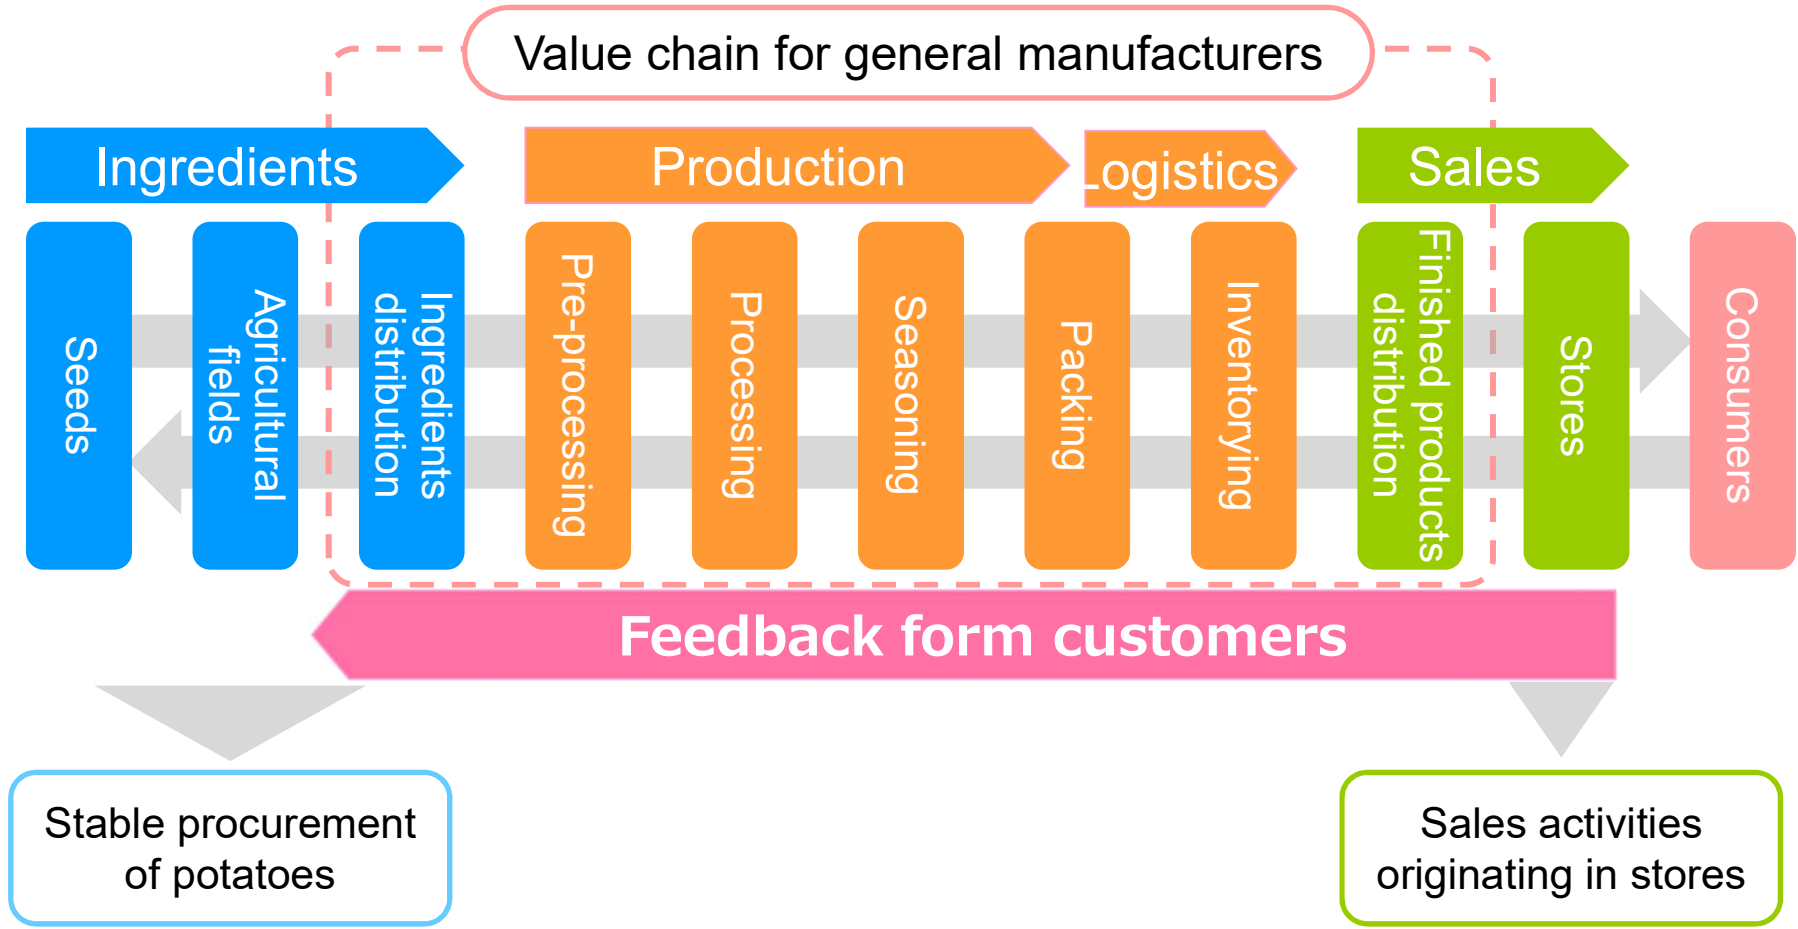 Value chain for general manufacturers
Ingredients
Production
Logistics
Sales
Seeds
Agricultural
fields
Ingredients
distribution
Pre-processing
Processing
Seasoning
Packing
Inventorying
Finished products
distribution
Stores
Consumers
Feedback form customers
Stable procurement
of potatoes
Sales activities
originating in stores